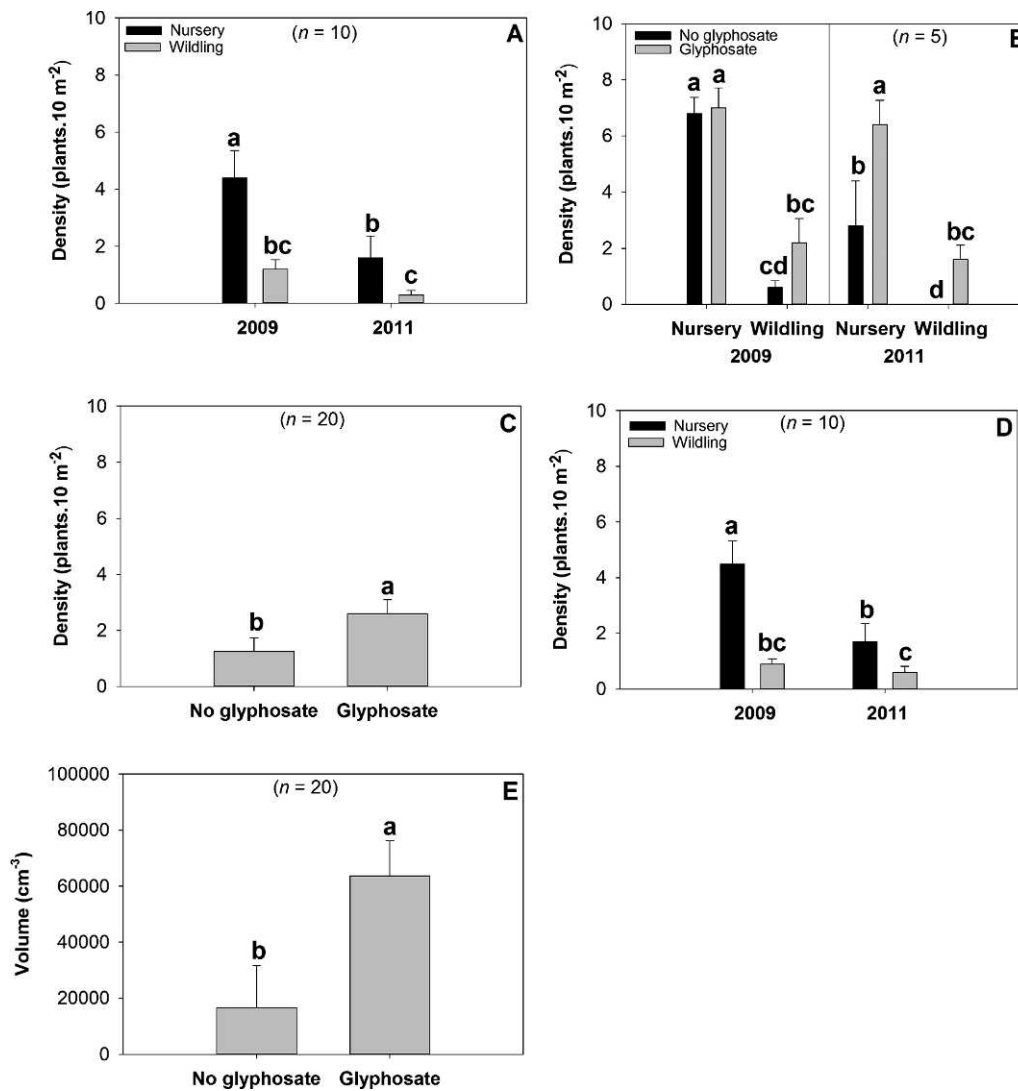 Nursery
Wildling
(n = 10)
A
Density (plants.10 m-2)
10
8
6
4
2
0
a
bc
b
c
2009
2011
No glyphosate
Glyphosate
(n = 5)
Density (plants.10 m-2)
10
8
6
4
2
0
a a
cd bc
b a
d bc
Nursery Wildling Nursery Wildling
2009 2011
(n = 20)
C
Density (plants.10 m-2)
10
8
6
4
2
0
b
a
No glyphosate Glyphosate
Nursery
Wildling
(n = 10)
D
Density (plants.10 m-2)
10
8
6
4
2
0
a
bc
b
c
2009 2011
(n = 20)
E
Volume (cm-3)
100000
80000
60000
40000
20000
0
b
a
No glyphosate Glyphosate